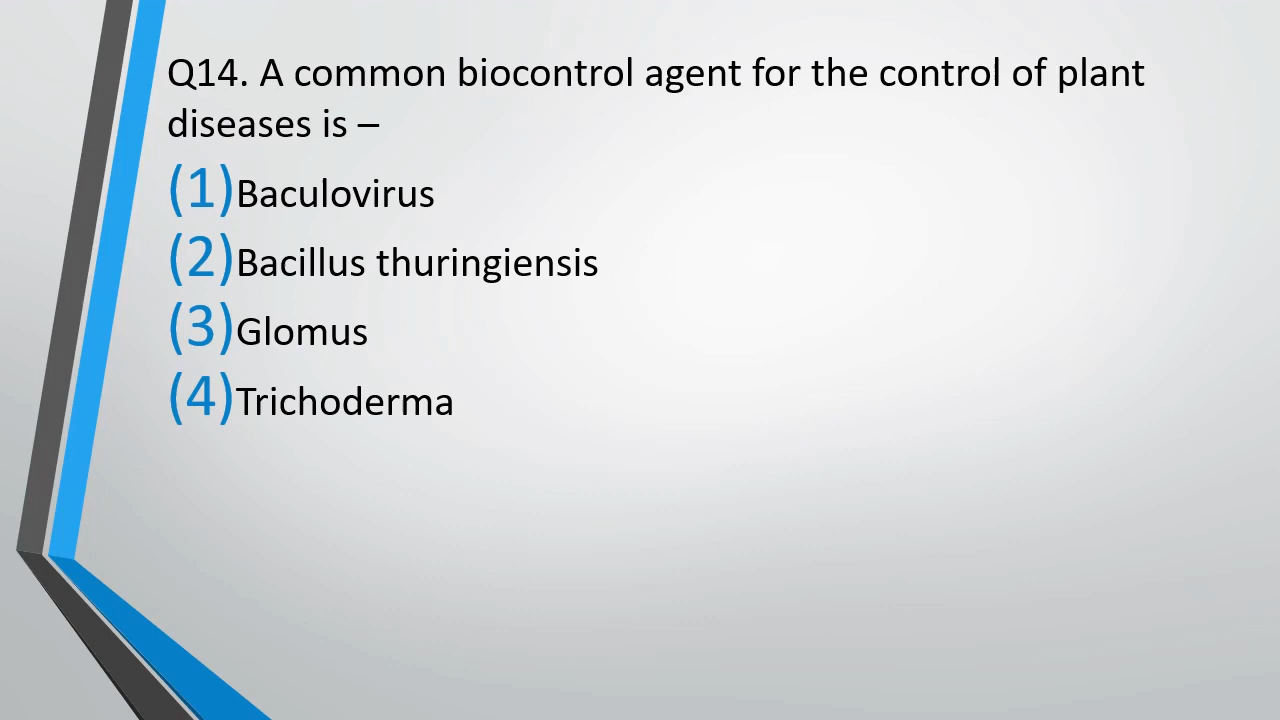 Q14. A common biocontrol agent for the control of plant
diseases is –
(1)Baculovirus
(2)Bacillus thuringiensis
(3)Glomus
(4)Trichoderma